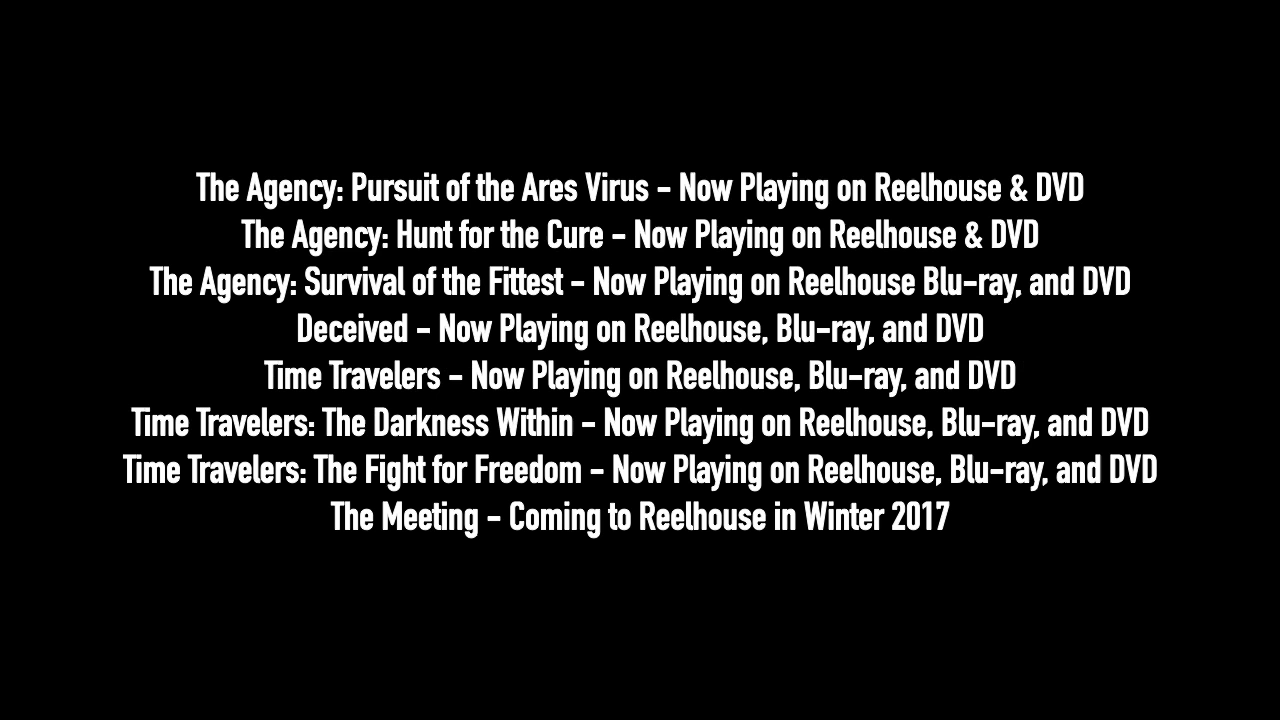 The Agency: Pursuit of the Ares Virus - Now Playing on Reelhouse & DVD
The Agency: Hunt for the Cure - Now Playing on Reelhouse & DVD
The Agency: Survival of the Fittest - Now Playing on Reelhouse Blu-ray, and DVD
Deceived - Now Playing on Reelhouse, Blu-ray, and DVD
Time Travelers - Now Playing on Reelhouse, Blu-ray, and DVD
Time Travelers: The Darkness Within - Now Playing on Reelhouse, Blu-ray, and DVD
Time Travelers: The Fight for Freedom - Now Playing on Reelhouse, Blu-ray, and DVD
The Meeting - Coming to Reelhouse in Winter 2017